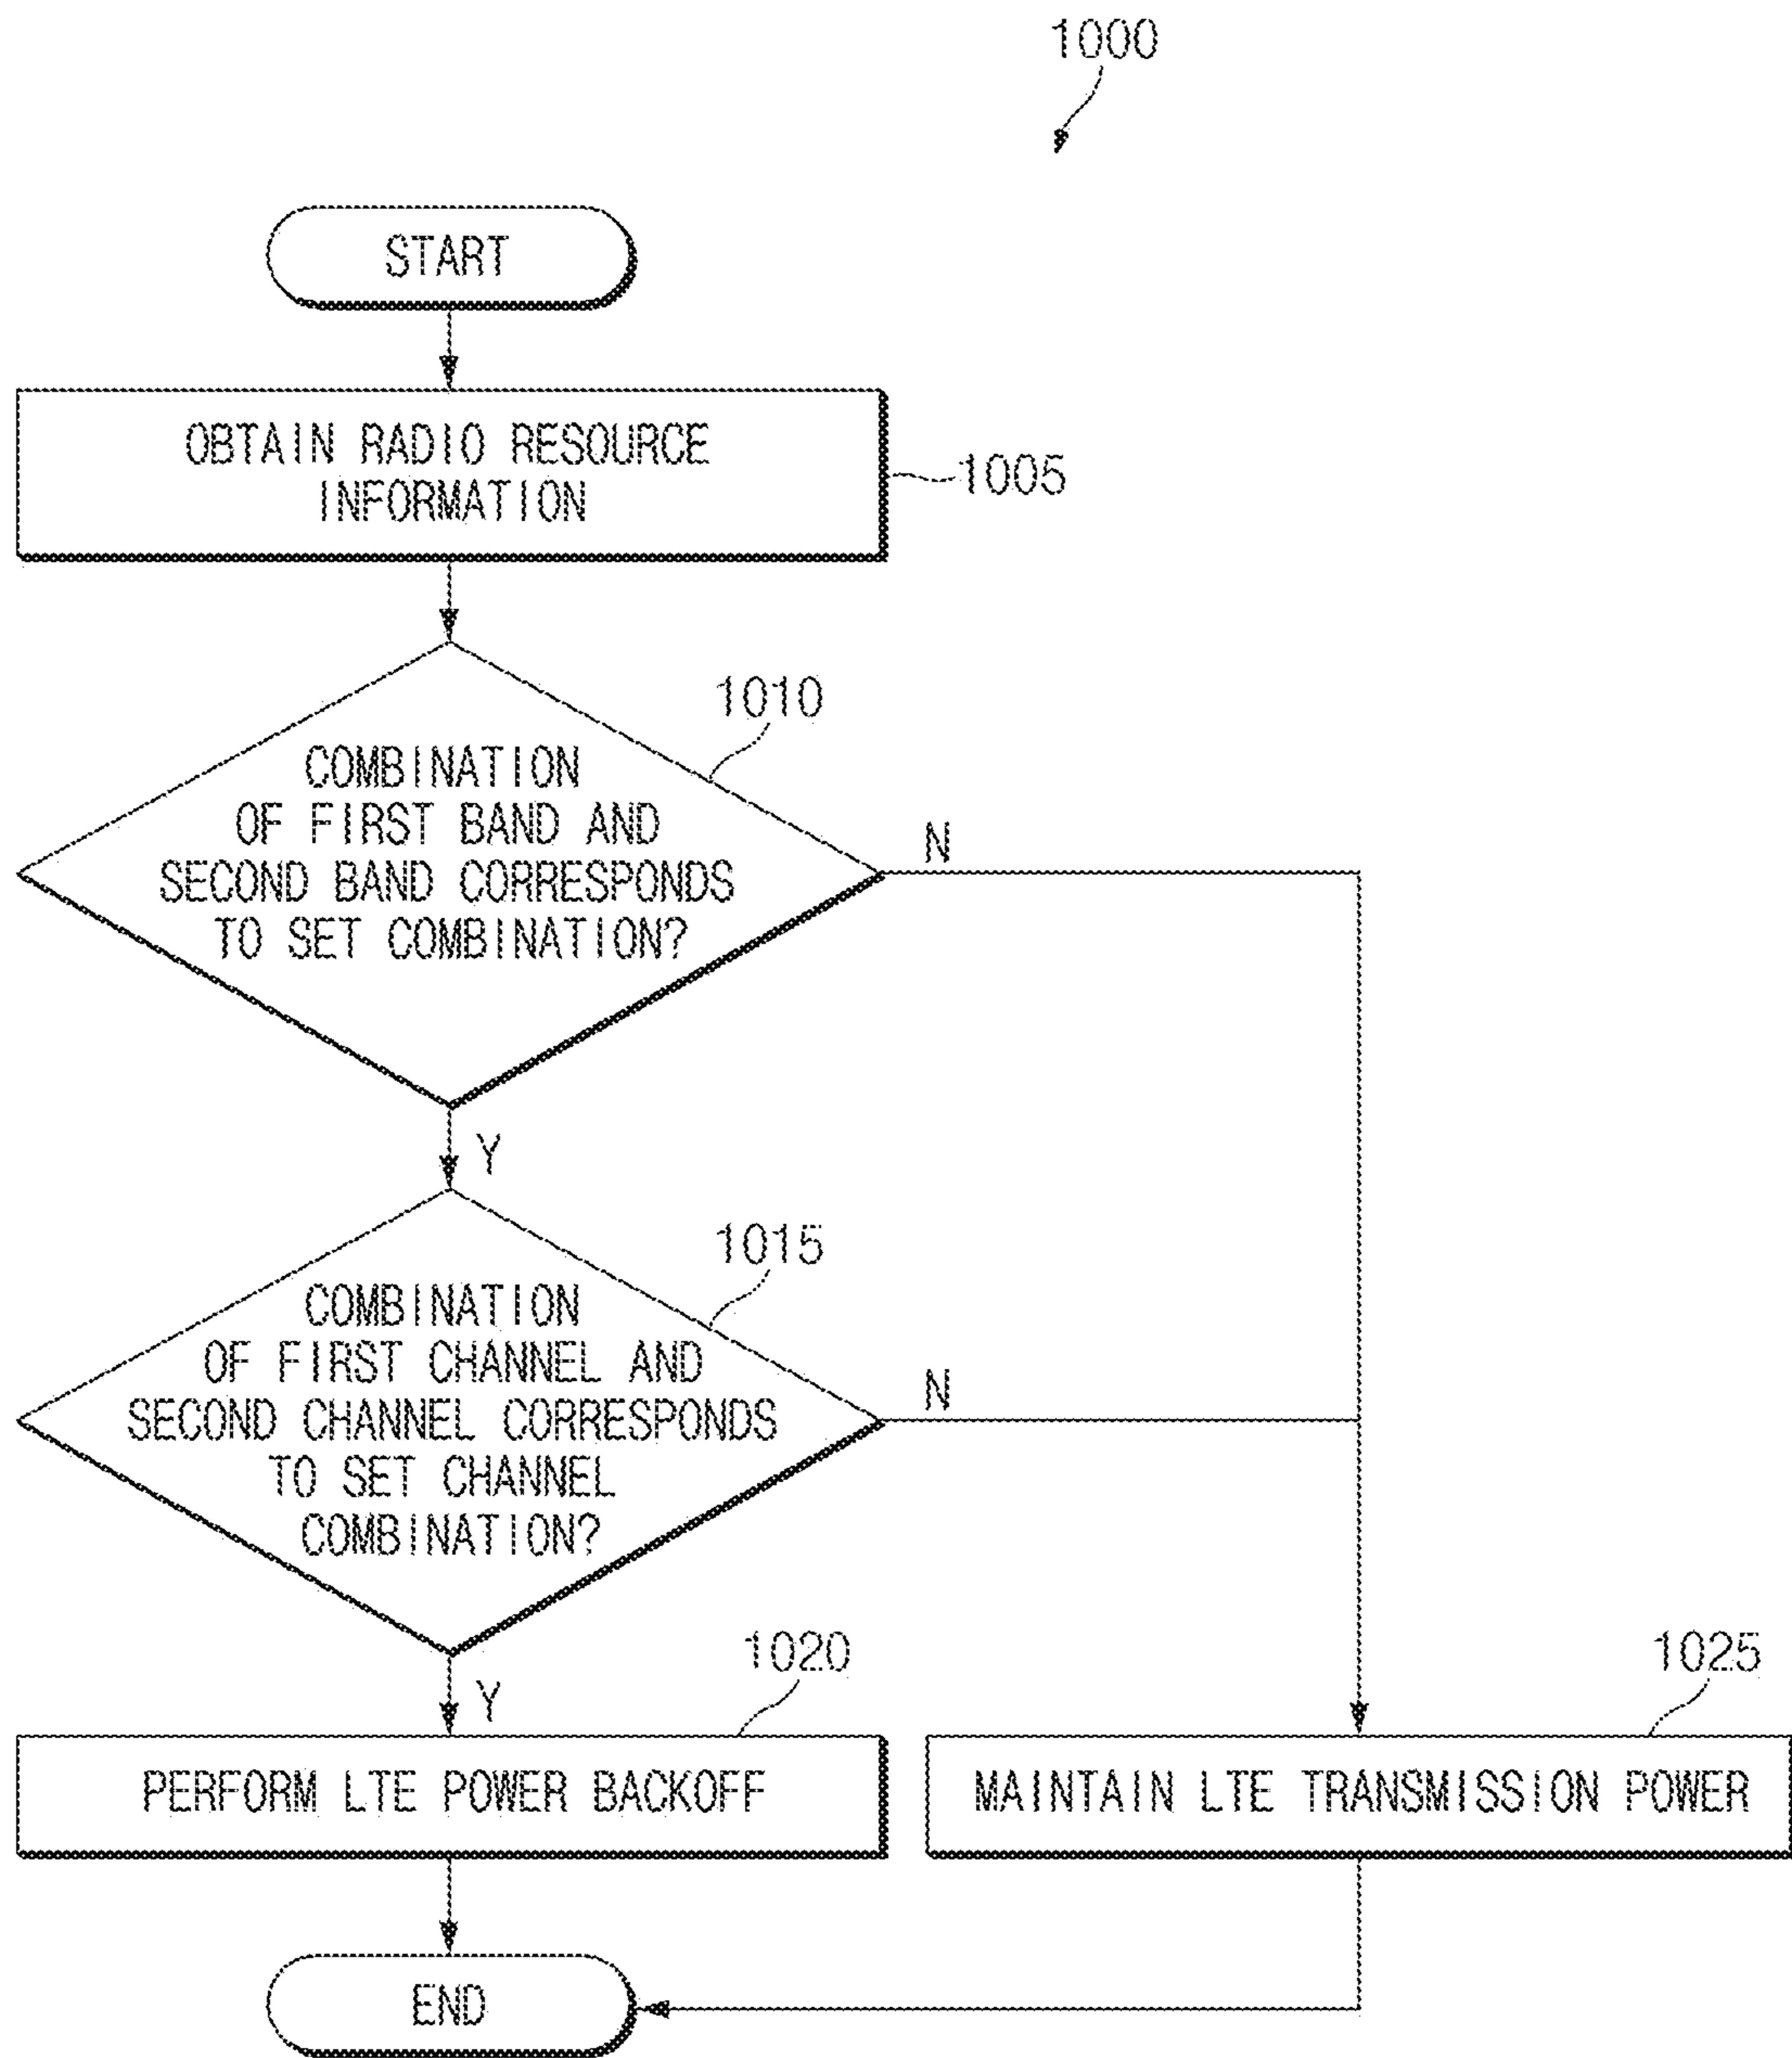 1000
START
OBTAIN RADIO RESOURCE
INFORMATION
1005
1010
COMBINATION
OF FIRST BAND AND
SECOND BAND CORRESPONDS
TO SET COMBINATION?
N
Y
1015
COMBINATION
OF FIRST CHANNEL AND
SECOND CHANNEL CORRESPONDS
TO SET CHANNEL
COMBINATION?
N
Y
1020
PERFORM LTE POWER BACKOFF
1025
MAINTAIN LTE TRANSMISSION POWER
END